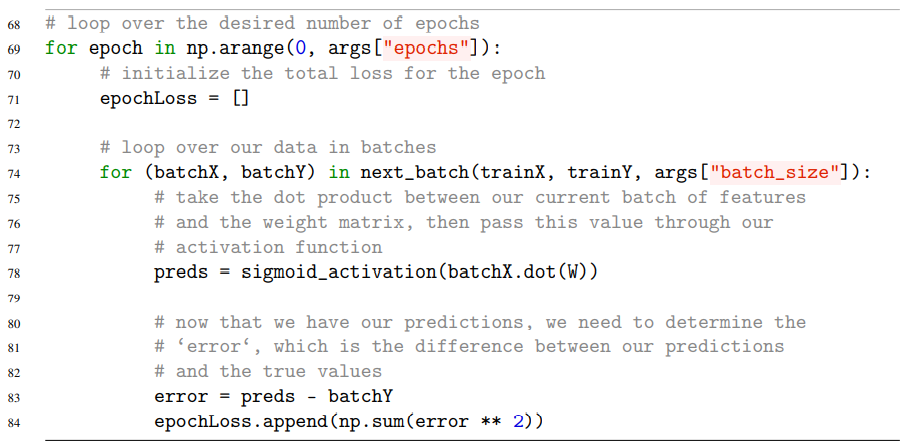 68 # loop over the desired number of epochs
69 for epoch in np.arange(0, args["epochs"]):
70     # initialize the total loss for the epoch
71     epochLoss = []
72
73     # loop over our data in batches
74     for (batchX, batchY) in next_batch(trainX, trainY, args["batch_size"]):
75         # take the dot product between our current batch of features
76         # and the weight matrix, then pass this value through our
77         # activation function
78         preds = sigmoid_activation(batchX.dot(W))
79
80         # now that we have our predictions, we need to determine the
81         # ‘error‘, which is the difference between our predictions
82         # and the true values
83         error = preds - batchY
84         epochLoss.append(np.sum(error ** 2))